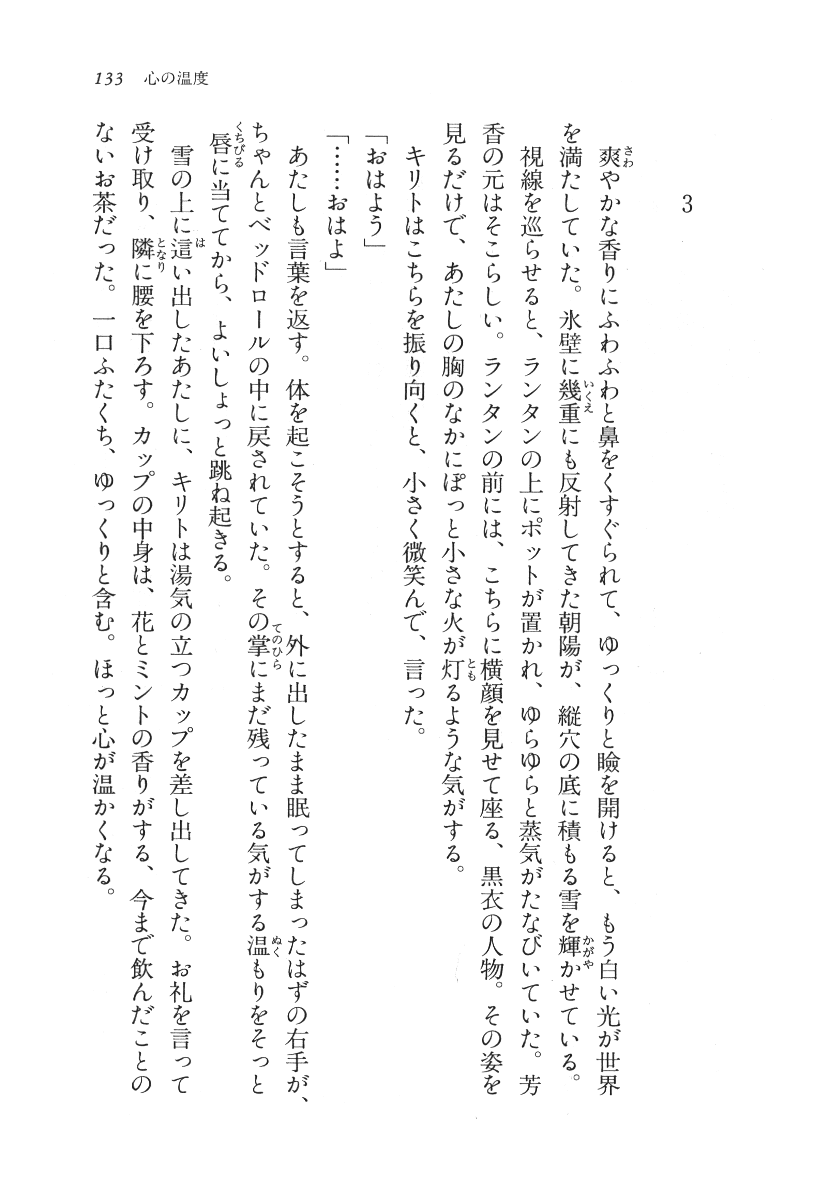 133 心の温度
3
爽やかな香りにふわふわと鼻をくすぐられて、ゆっくりと瞼を開けると、もう白い光が世界
を満たしていた。氷壁に幾重にも反射してきた朝陽が、縦穴の底に積もる雪を輝かせている。
視線を巡らせると、ランタンの上にポットが置かれ、ゆらゆらと蒸気がたなびいていた。芳
香の元はそこらしい。ランタンの前には、こちらに横顔を見せて座る、黒衣の人物。その姿を
見るだけで、あたしの胸のなかにぽっと小さな火が灯るような気がする。
キリトはこちらを振り向くと、小さく微笑んで、言った。
「おはよう」
「……おはよ」
あたしも言葉を返す。体を起こそうとすると、外に出したまま眠ってしまったはずの右手が、
ちゃんとベッドロールの中に戻されていた。その掌にまだ残っている気がする温もりをそっと
唇に当ててから、よいしょっと跳ね起きる。
雪の上に這い出したあたしに、キリトは湯気の立つカップを差し出してきた。お礼を言って
受け取り、隣に腰を下ろす。カップの中身は、花とミントの香りがする、今まで飲んだことの
ないお茶だった。一口ふたくち、ゆっくりと含む。ほっと心が温かくなる。